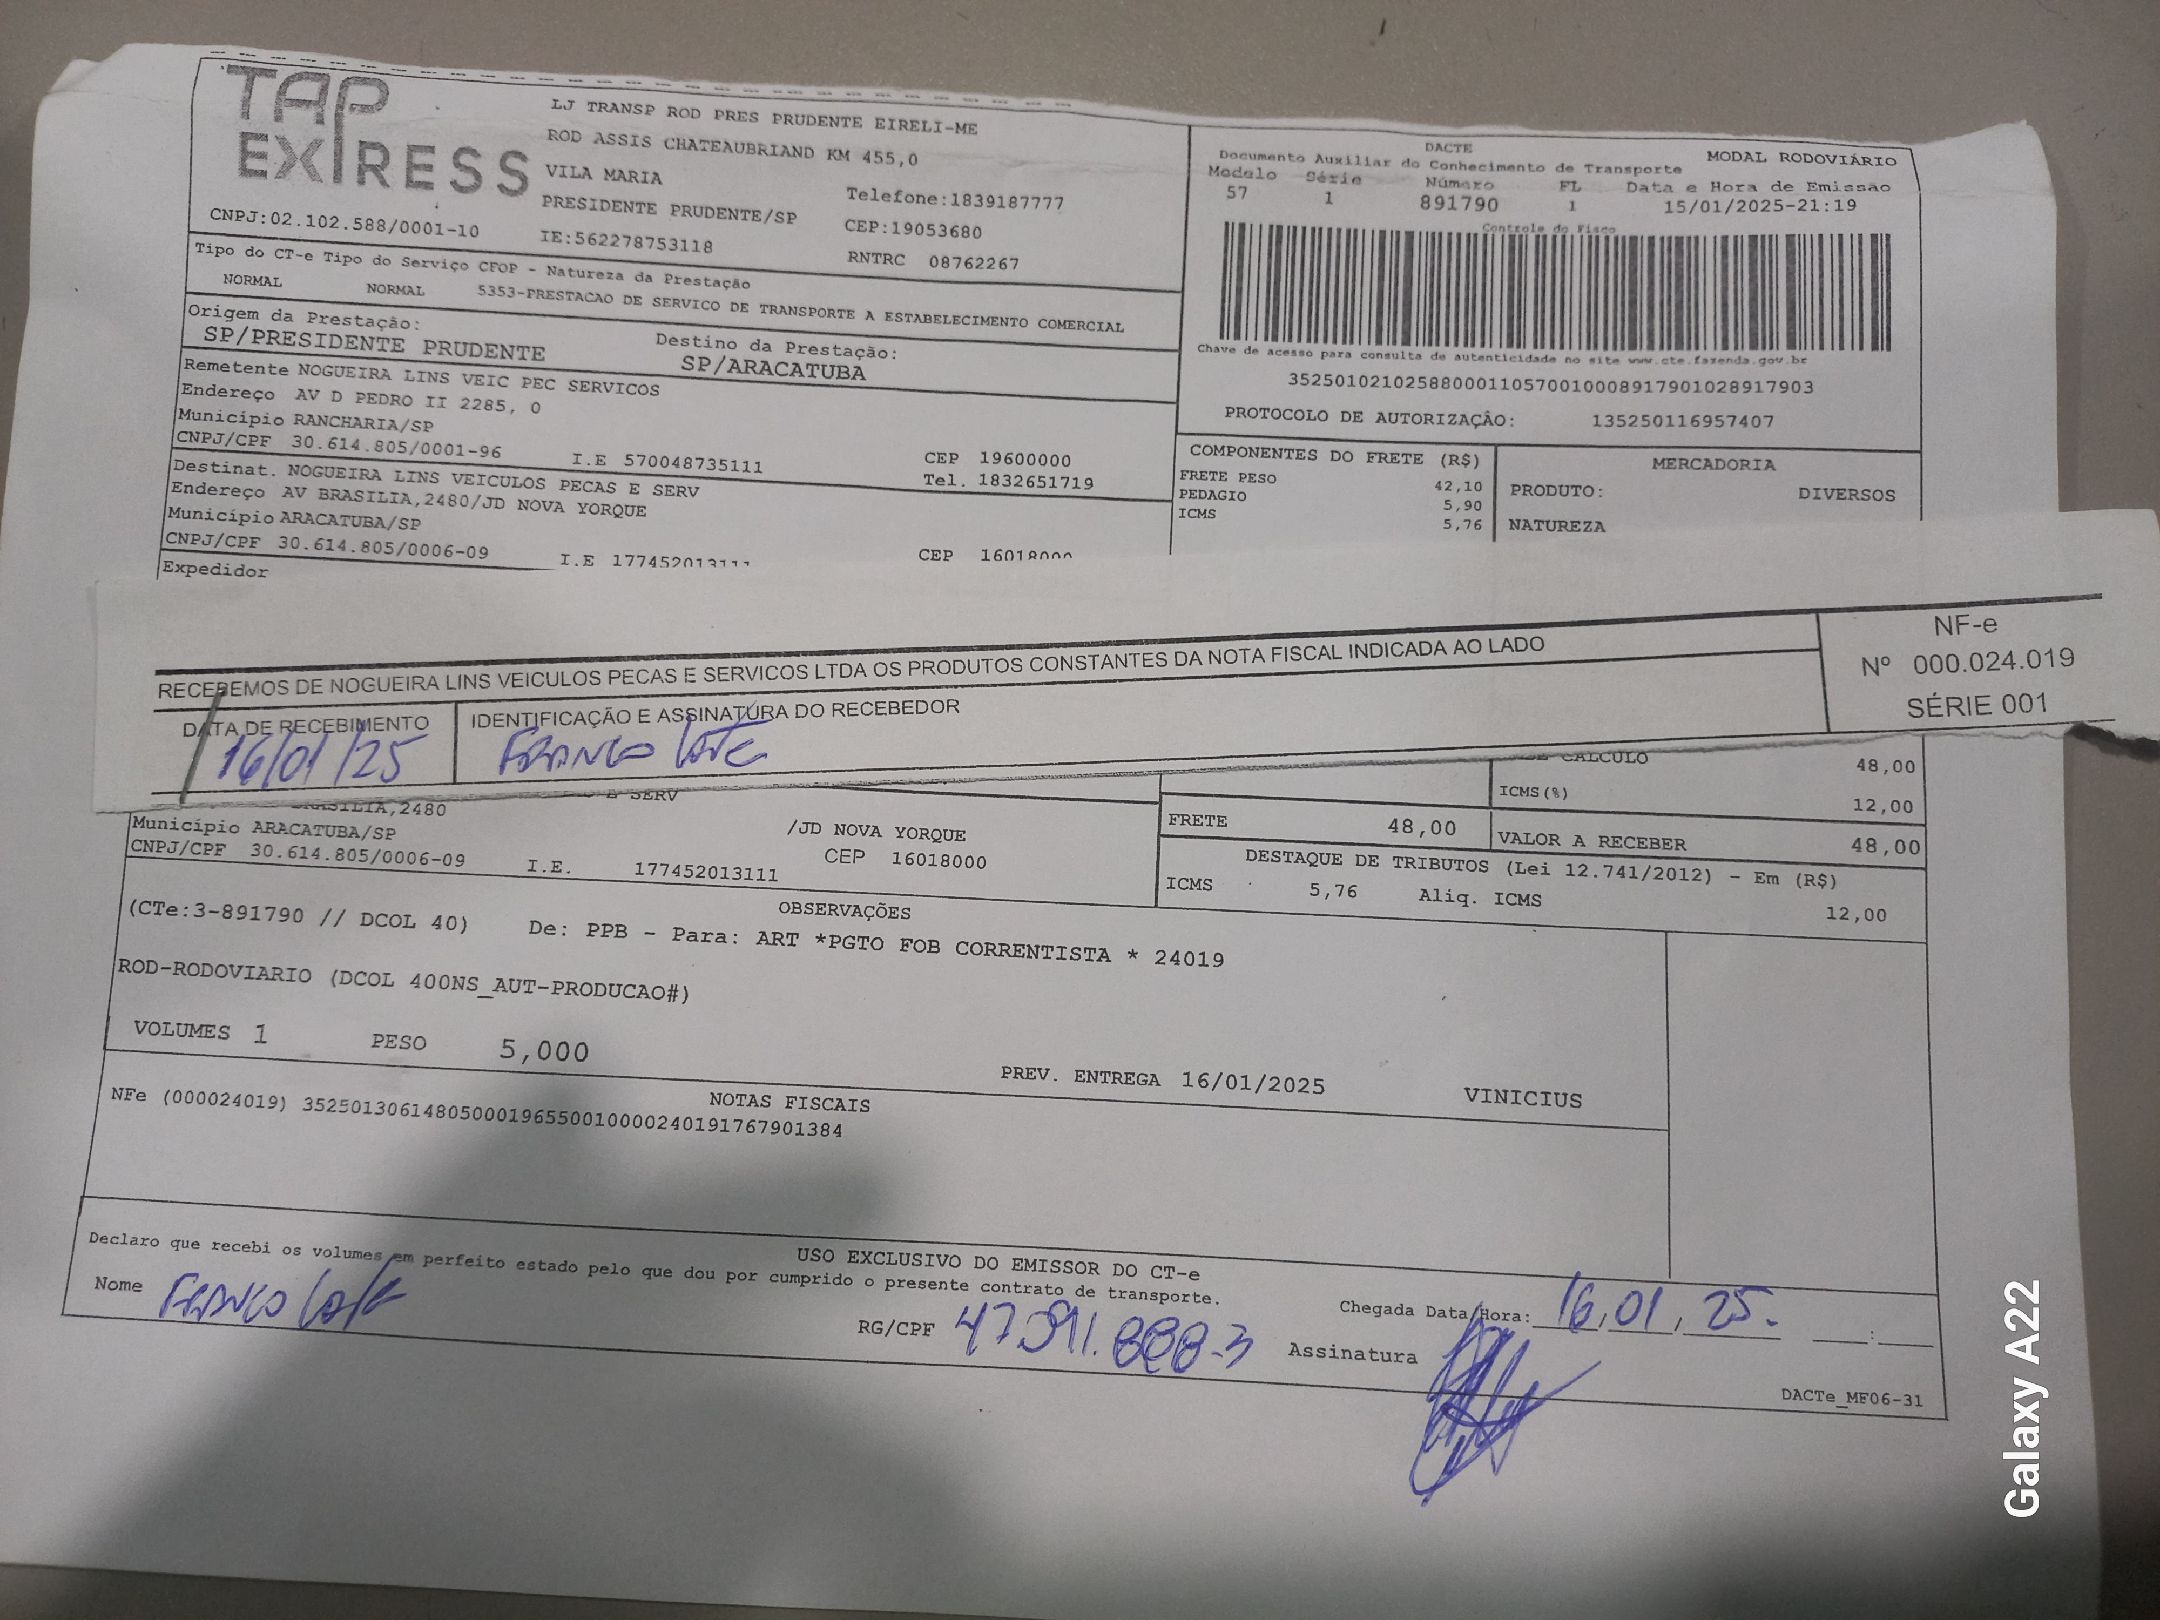 TAP EXPRESS
LJ TRANSP ROD PRES PRUDENTE EIRELI-ME
ROD ASSIS CHATEAUBRIAND KM 455,0
VILA MARIA
PRESIDENTE PRUDENTE/SP
Telefone:1839187777
CEP:19053680
CNPJ:02.102.588/0001-10
IE:562278753118
RNTRC 08762267
DACTE
MODAL RODOVIÁRIO
Documento Auxiliar do Conhecimento de Transporte
Modelo Série Número FL Data e Hora de Emissão
57 1 891790 1 15/01/2025-21:19
Controle do Fisco
Chave de acesso para consulta de autenticidade no site www.cte.fazenda.gov.br
35250102102588000110570010008917901028917903
PROTOCOLO DE AUTORIZAÇÃO: 135250116957407
Tipo do CT-e Tipo do Serviço CFOP - Natureza da Prestação
NORMAL NORMAL 5353-PRESTACAO DE SERVICO DE TRANSPORTE A ESTABELECIMENTO COMERCIAL
Origem da Prestação:
SP/PRESIDENTE PRUDENTE
Destino da Prestação:
SP/ARACATUBA
Remetente NOGUEIRA LINS VEIC PEC SERVICOS
Endereço AV D PEDRO II 2285, 0
Município RANCHARIA/SP
CNPJ/CPF 30.614.805/0001-96 I.E 570048735111 CEP 19600000
Tel. 1832651719
Destinat. NOGUEIRA LINS VEICULOS PECAS E SERV
Endereço AV BRASILIA,2480/JD NOVA YORQUE
Município ARACATUBA/SP
CNPJ/CPF 30.614.805/0006-09 I.E 177452013111 CEP 16018000
Expedidor
COMPONENTES DO FRETE (R$)
FRETE PESO 42,10
PEDAGIO 5,90
ICMS 5,76
MERCADORIA
PRODUTO: DIVERSOS
NATUREZA
RECEBEMOS DE NOGUEIRA LINS VEICULOS PECAS E SERVICOS LTDA OS PRODUTOS CONSTANTES DA NOTA FISCAL INDICADA AO LADO
NF-e
Nº 000.024.019
SÉRIE 001
DATA DE RECEBIMENTO
16/01/25
IDENTIFICAÇÃO E ASSINATURA DO RECEBEDOR
CALCULO 48,00
ICMS(%) 12,00
FRETE 48,00
VALOR A RECEBER 48,00
E SERV
BRASILIA,2480
/JD NOVA YORQUE
Município ARACATUBA/SP
CEP 16018000
CNPJ/CPF 30.614.805/0006-09 I.E. 177452013111
DESTAQUE DE TRIBUTOS (Lei 12.741/2012) - Em (R$)
ICMS 5,76 Aliq. ICMS 12,00
OBSERVAÇÕES
(CTe:3-891790 // DCOL 40) De: PPB - Para: ART *PGTO FOB CORRENTISTA * 24019
ROD-RODOVIARIO (DCOL 400NS_AUT-PRODUCAO#)
VOLUMES 1 PESO 5,000
PREV. ENTREGA 16/01/2025 VINICIUS
NOTAS FISCAIS
NFe (000024019) 35250130614805000196550010000240191767901384
USO EXCLUSIVO DO EMISSOR DO CT-e
Declaro que recebi os volumes em perfeito estado pelo que dou por cumprido o presente contrato de transporte.
Nome
RG/CPF
Assinatura
Chegada Data/Hora: 16,01,25.
DACTe_MF06-31
Galaxy A22